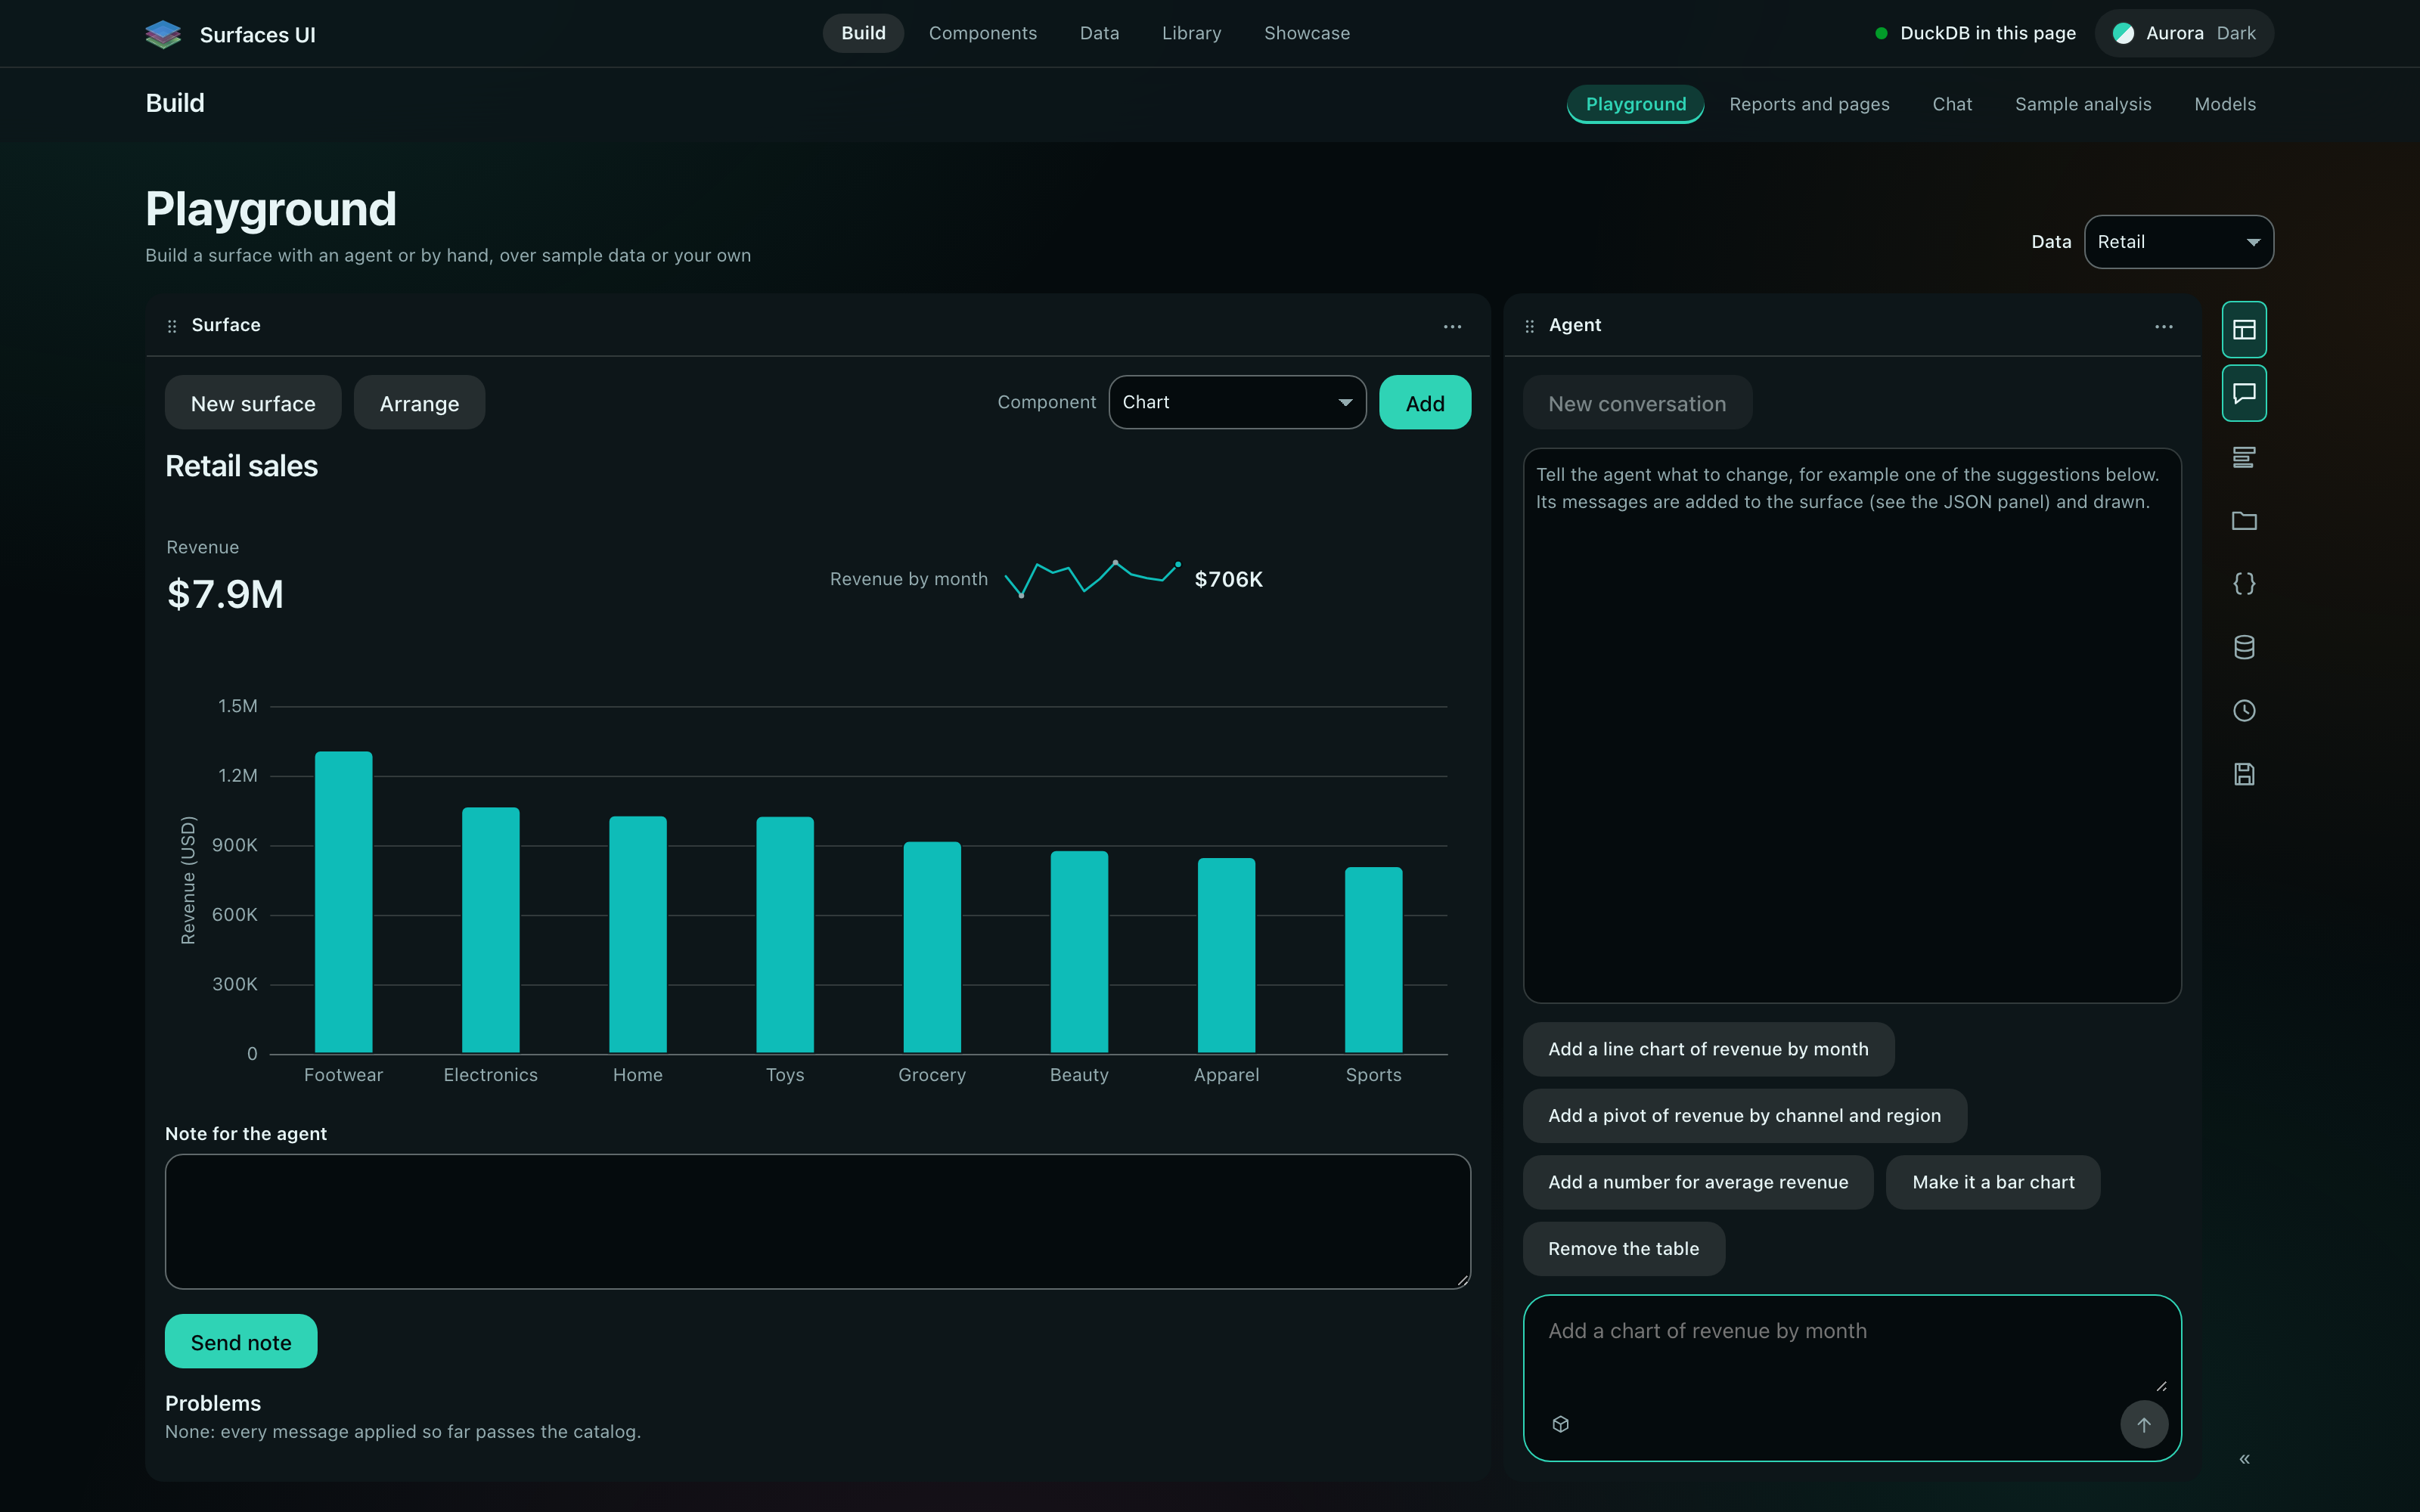 Surfaces UI
Build
Components
Data
Library
Showcase
DuckDB in this page
Aurora Dark
Build
Playground
Reports and pages
Chat
Sample analysis
Models
Playground
Build a surface with an agent or by hand, over sample data or your own
Data
Retail
Surface
New surface
Arrange
Component
Chart
Add
Retail sales
Revenue
$7.9M
Revenue by month
$706K
Revenue (USD)
1.5M
1.2M
900K
600K
300K
0
Footwear
Electronics
Home
Toys
Grocery
Beauty
Apparel
Sports
Note for the agent
Send note
Problems
None: every message applied so far passes the catalog.
Agent
New conversation
Tell the agent what to change, for example one of the suggestions below.
Its messages are added to the surface (see the JSON panel) and drawn.
Add a line chart of revenue by month
Add a pivot of revenue by channel and region
Add a number for average revenue
Make it a bar chart
Remove the table
Add a chart of revenue by month